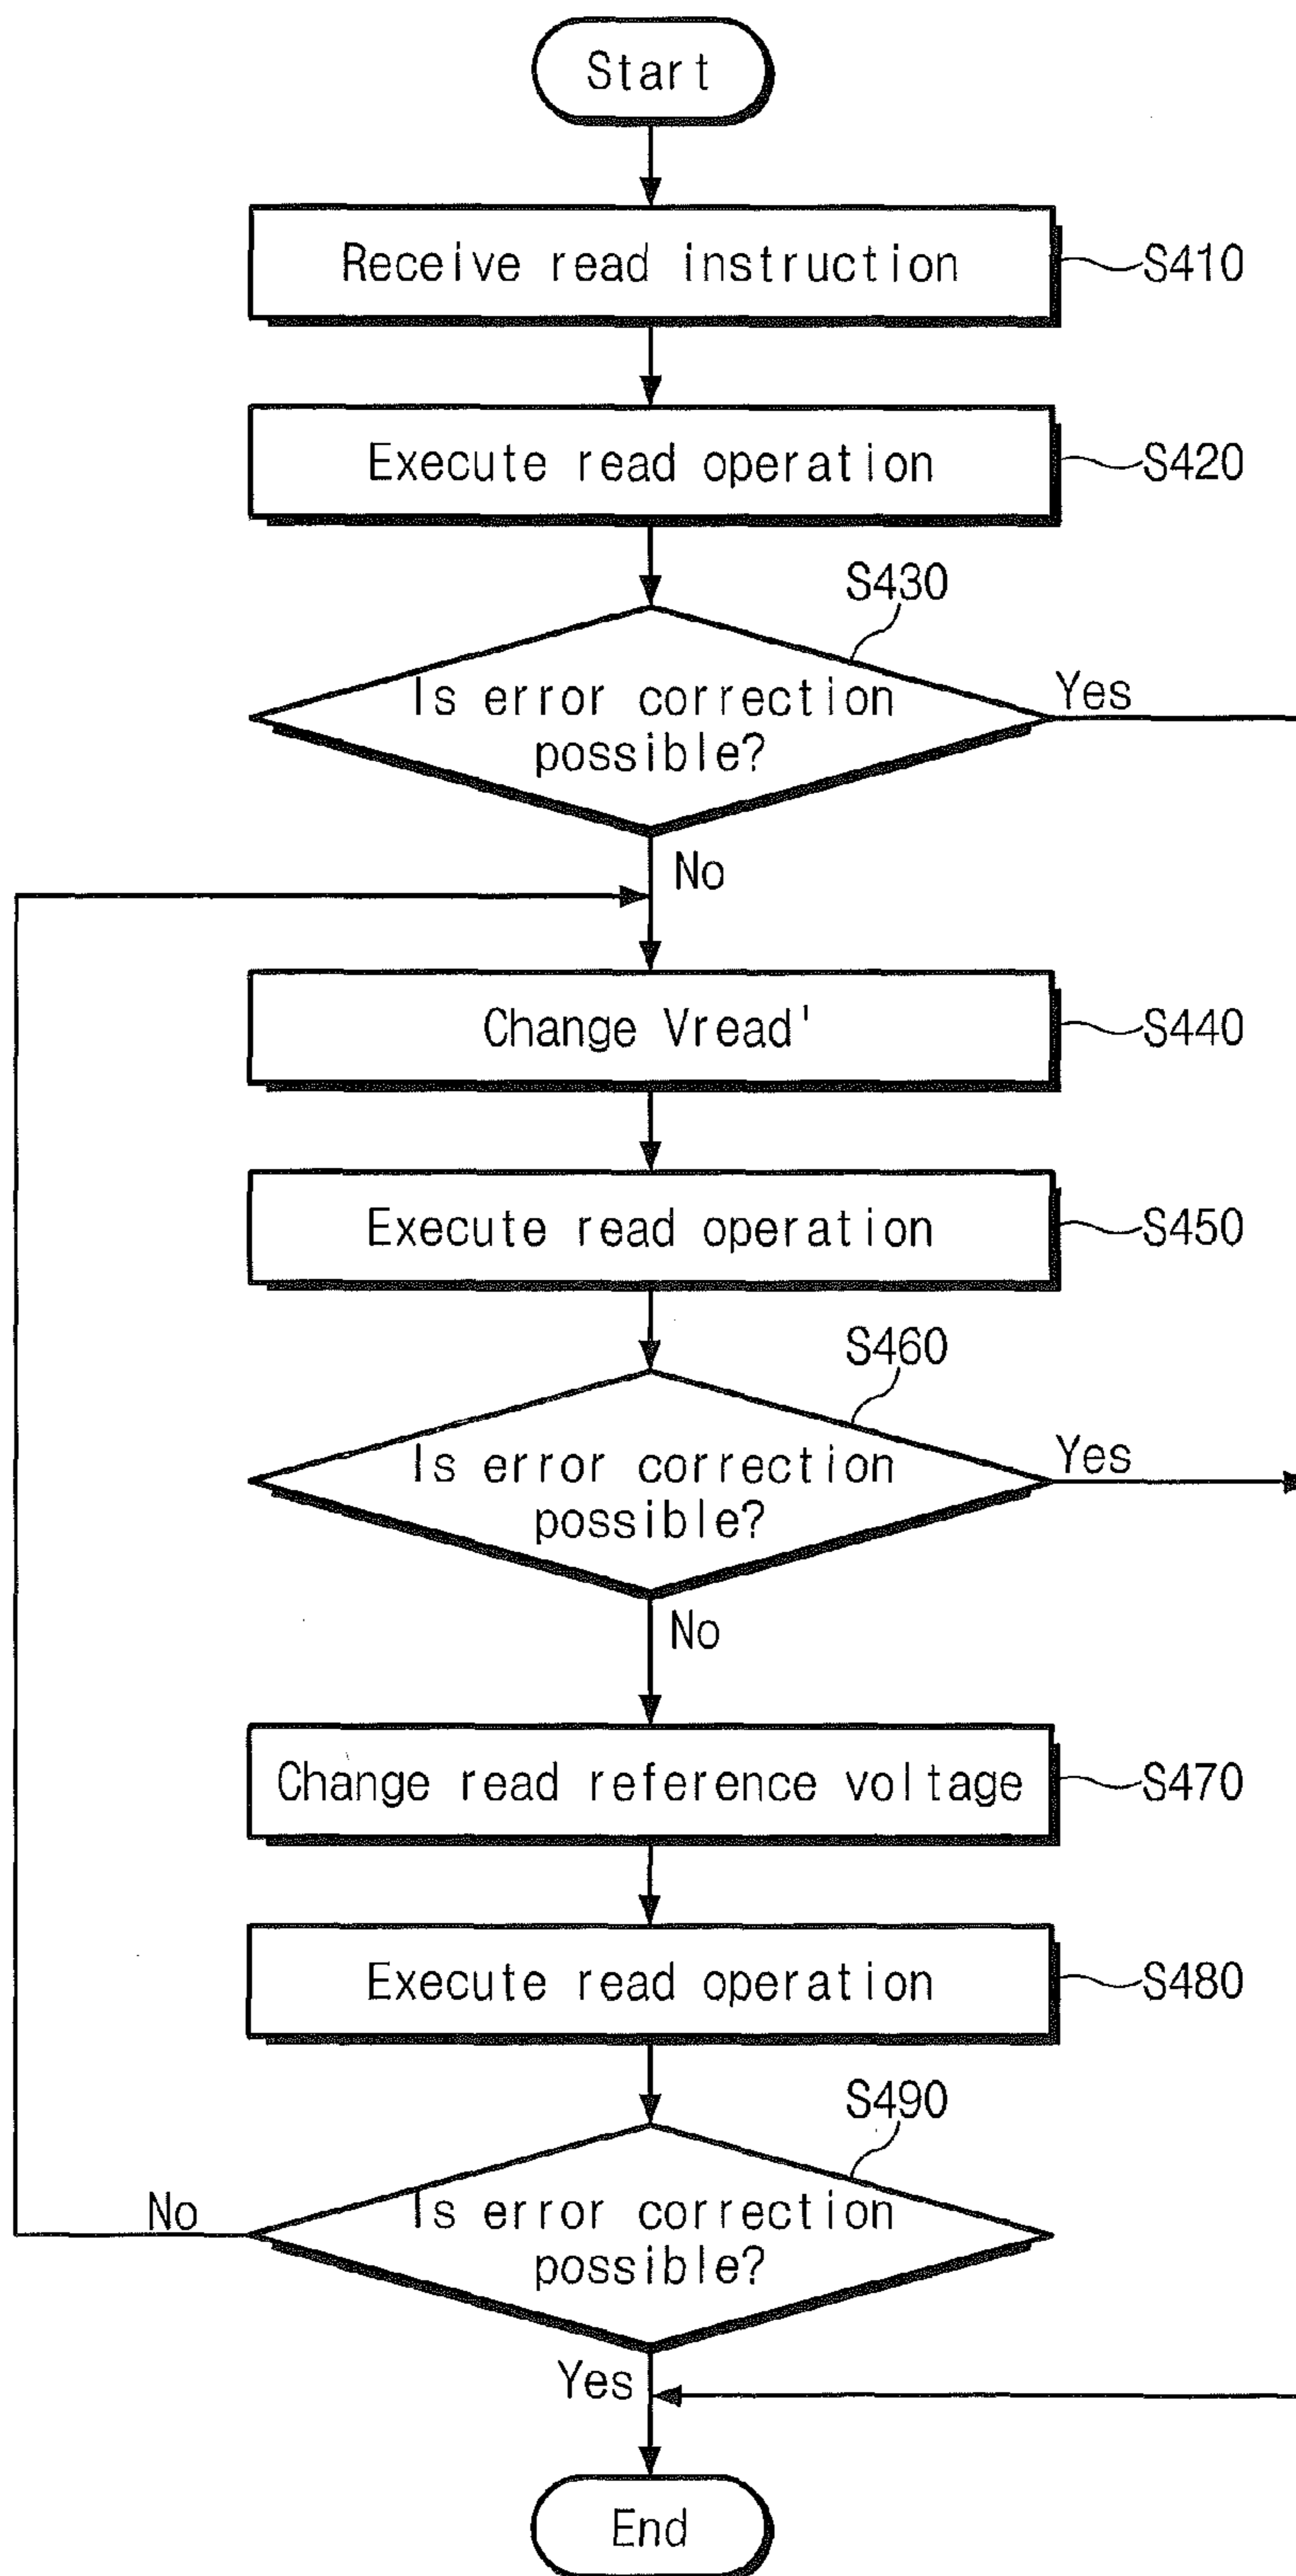 Start
Receive read instruction
S410
Execute read operation
S420
S430
Is error correction
possible?
Yes
No
Change Vread'
S440
Execute read operation
S450
S460
Is error correction
possible?
Yes
No
Change read reference voltage
S470
Execute read operation
S480
S490
Is error correction
possible?
No
Yes
End